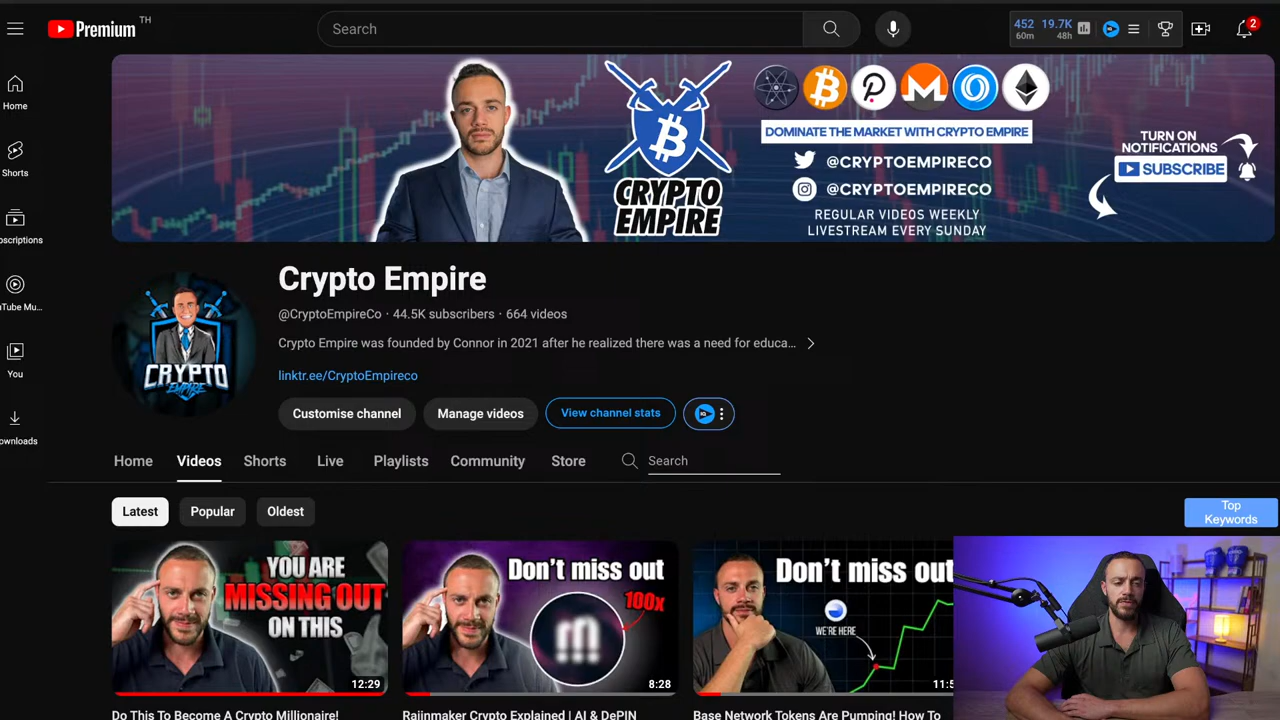 Premium TH
Search
452 19.7K
60m 48h
2
Home
Shorts
bscriptions
uTube Mu...
You
ownloads
CRYPTO
EMPIRE
DOMINATE THE MARKET WITH CRYPTO EMPIRE
@CRYPTOEMPIRECO
@CRYPTOEMPIRECO
REGULAR VIDEOS WEEKLY
LIVESTREAM EVERY SUNDAY
TURN ON
NOTIFICATIONS
SUBSCRIBE
CRYPTO
EMPIRE
Crypto Empire
@CryptoEmpireCo · 44.5K subscribers · 664 videos
Crypto Empire was founded by Connor in 2021 after he realized there was a need for educa...
linktr.ee/CryptoEmpireco
Customise channel
Manage videos
View channel stats
Home
Videos
Shorts
Live
Playlists
Community
Store
Search
Latest
Popular
Oldest
Top
Keywords
YOU ARE
MISSING OUT
ON THIS
12:29
Don't miss out
100x
m
8:28
Don't miss out
WE'RE HERE
11:5
Do This To Become A Crypto Millionaire!
Raiinmaker Crypto Explained | AI & DePIN
Base Network Tokens Are Pumping! How To